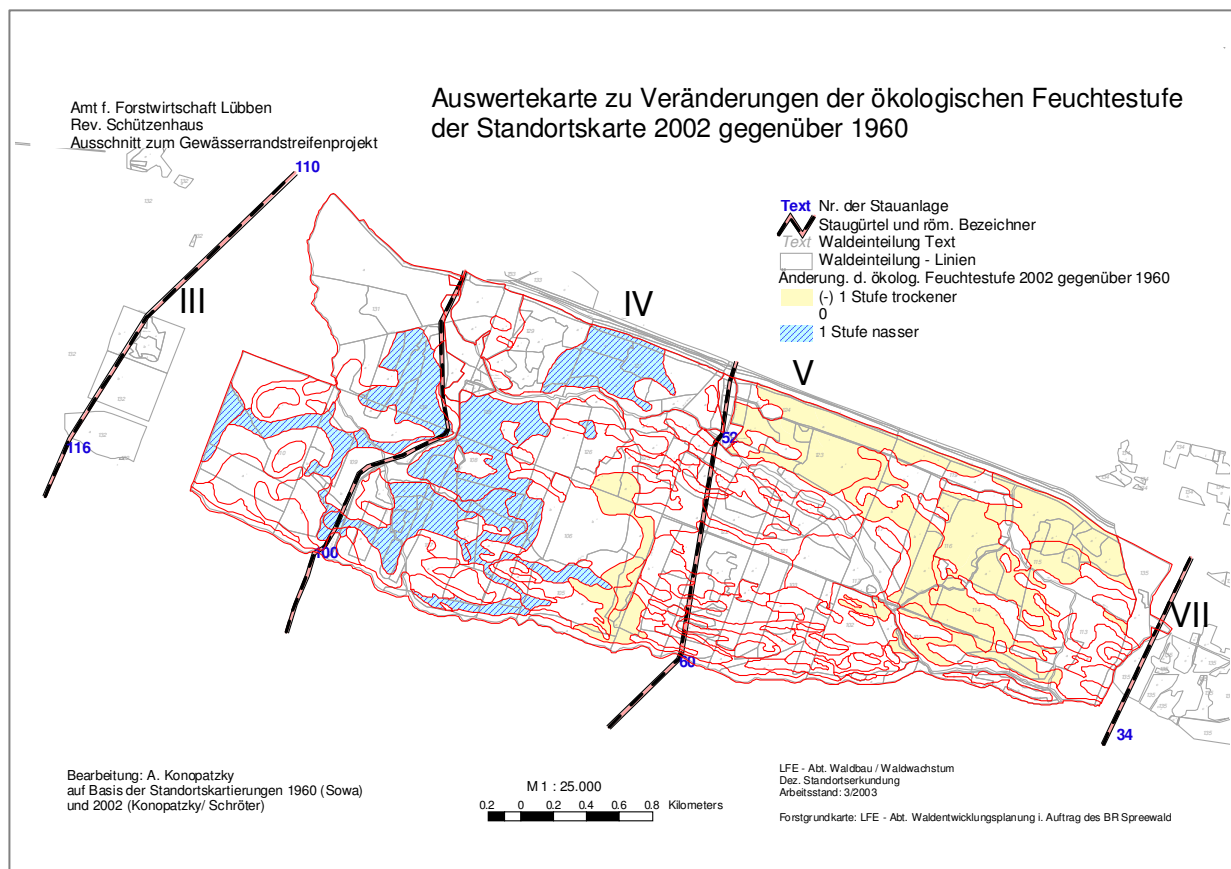 Amt f. Forstwirtschaft Lübben
Rev. Schützenhaus
Ausschnitt zum Gewässerrandstreifenprojekt
Auswertekarte zu Veränderungen der ökologischen Feuchtestufe
der Standortskarte 2002 gegenüber 1960
Text Nr. der Stauanlage
Staugürtel und röm. Bezeichner
Text Waldeinteilung Text
Waldeinteilung - Linien
Änderung. d. ökolog. Feuchtestufe 2002 gegenüber 1960
(-) 1 Stufe trockener
0
1 Stufe nasser
110
III
IV
V
116
52
100
60
VII
34
Bearbeitung: A. Konopatzky
auf Basis der Standortskartierungen 1960 (Sowa)
und 2002 (Konopatzky/ Schröter)
M 1 : 25.000
0.2 0 0.2 0.4 0.6 0.8 Kilometers
LFE - Abt. Waldbau / Waldwachstum
Dez. Standortserkundung
Arbeitsstand: 3/2003
Forstgrundkarte: LFE - Abt. Waldentwicklungsplanung i. Auftrag des BR Spreewald